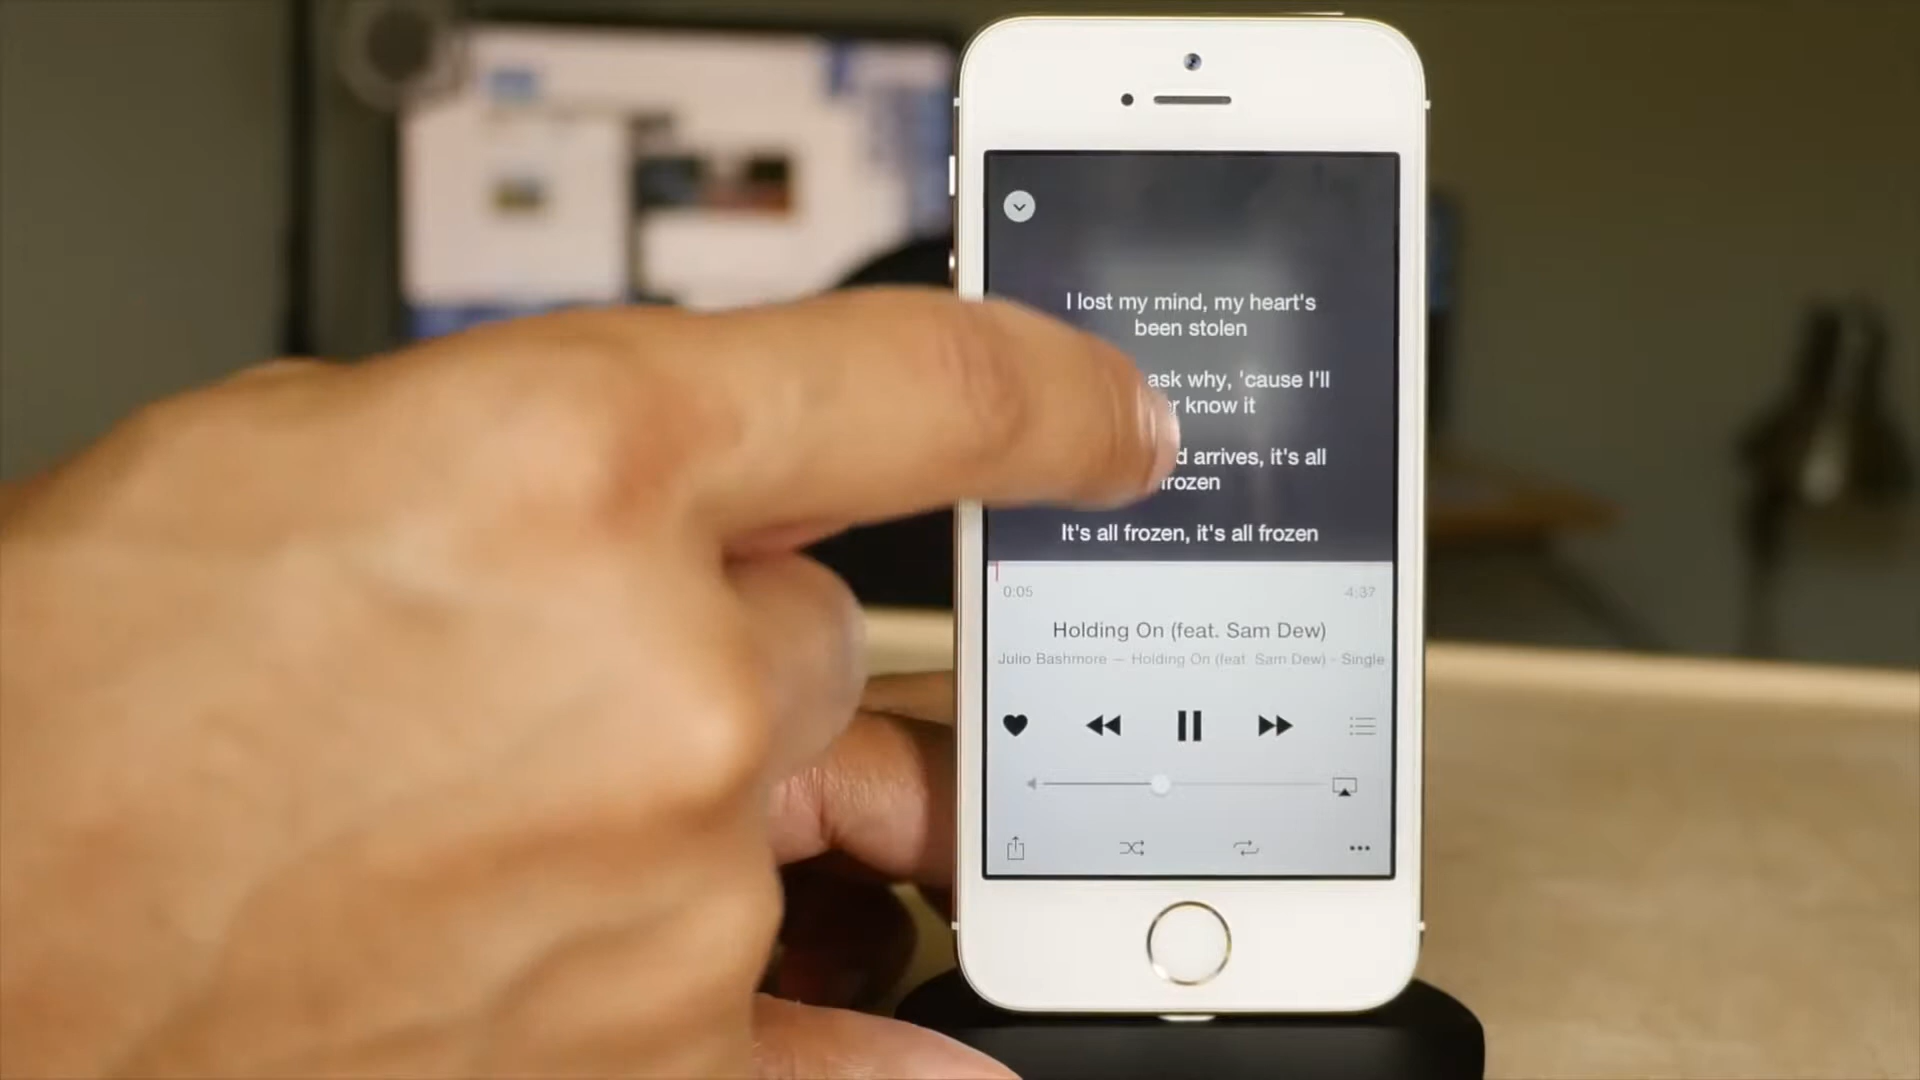 I lost my mind, my heart's
been stolen
ask why, 'cause I'll
know it
arrives, it's all
frozen
It's all frozen, it's all frozen
0:05 4:37
Holding On (feat. Sam Dew)
Julio Bashmore — Holding On (feat. Sam Dew) - Single